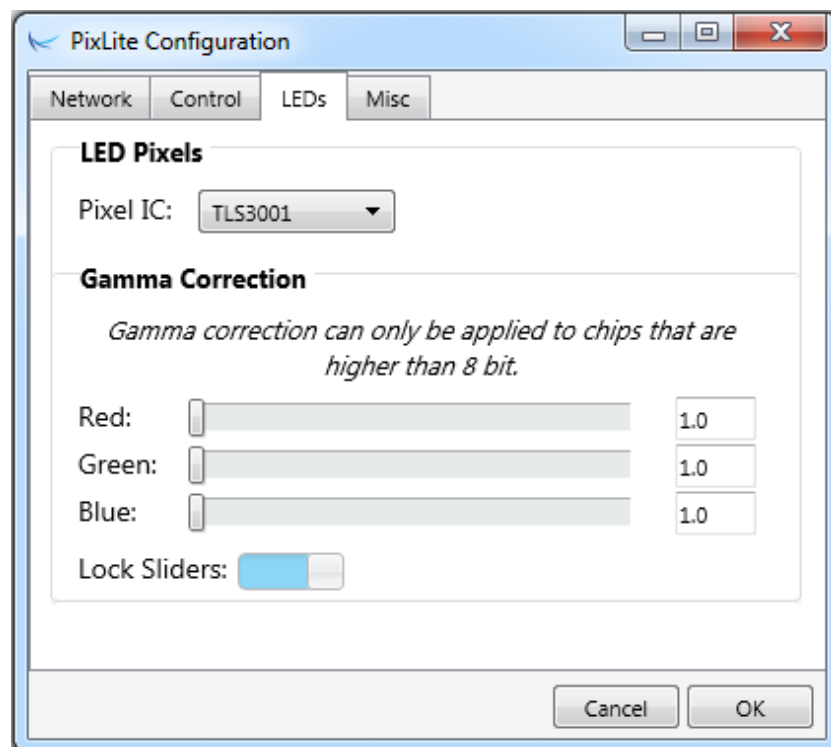 PixLite Configuration
Network Control LEDs Misc
LED Pixels
Pixel IC: TLS3001
Gamma Correction
Gamma correction can only be applied to chips that are
higher than 8 bit.
Red: 1.0
Green: 1.0
Blue: 1.0
Lock Sliders:
Cancel OK